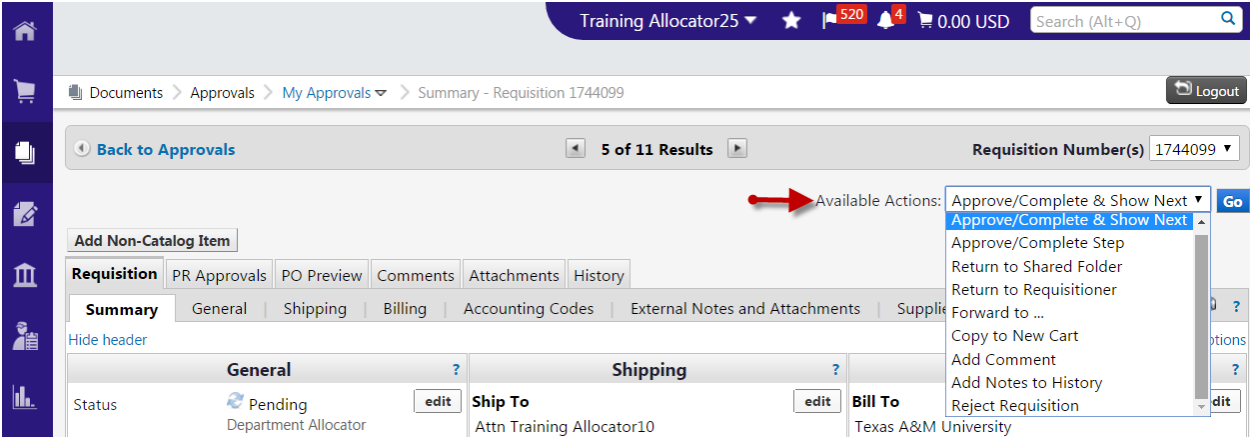 Training Allocator25 520 4 0.00 USD Search (Alt+Q)
Documents Approvals My Approvals Summary - Requisition 1744099 Logout
Back to Approvals 5 of 11 Results Requisition Number(s) 1744099
Available Actions: Approve/Complete & Show Next Go
Approve/Complete & Show Next
Approve/Complete Step
Return to Shared Folder
Return to Requisitioner
Forward to ...
Copy to New Cart
Add Comment
Add Notes to History
Reject Requisition
Add Non-Catalog Item
Requisition PR Approvals PO Preview Comments Attachments History
Summary General Shipping Billing Accounting Codes External Notes and Attachments Supplie ?
Hide header ptions
General ? Shipping ? ?
Status Pending edit Ship To edit Bill To dit
Department Allocator Attn Training Allocator10 Texas A&M University